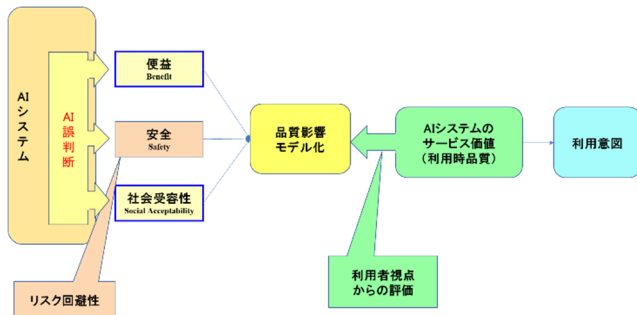 AIシステム
AI誤判断
便益
Benefit
安全
Safety
社会受容性
Social Acceptability
リスク回避性
品質影響
モデル化
AIシステムの
サービス価値
(利用時品質)
利用者視点
からの評価
利用意図